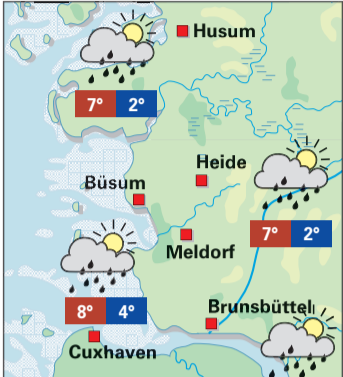 Husum
7° 2°
Heide
Büsum
7° 2°
Meldorf
8° 4°
Brunsbüttel
Cuxhaven